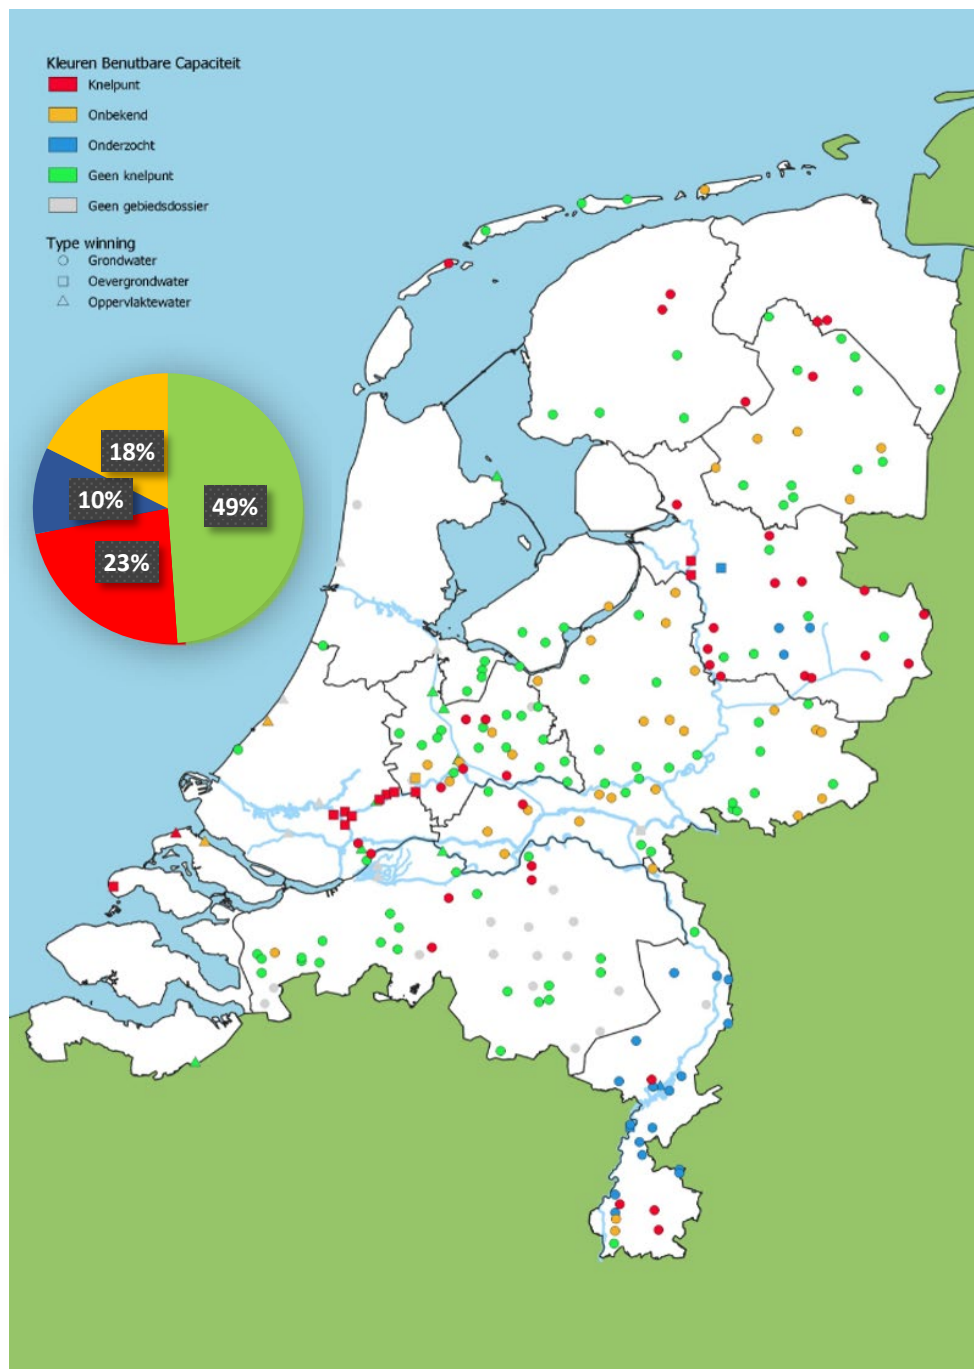 Kleuren Benutbare Capaciteit
Knelpunt
Onbekend
Onderzocht
Geen knelpunt
Geen gebiedsdossier
Type winning
Grondwater
Oevergrondwater
Oppervlaktewater
18%
10%
49%
23%